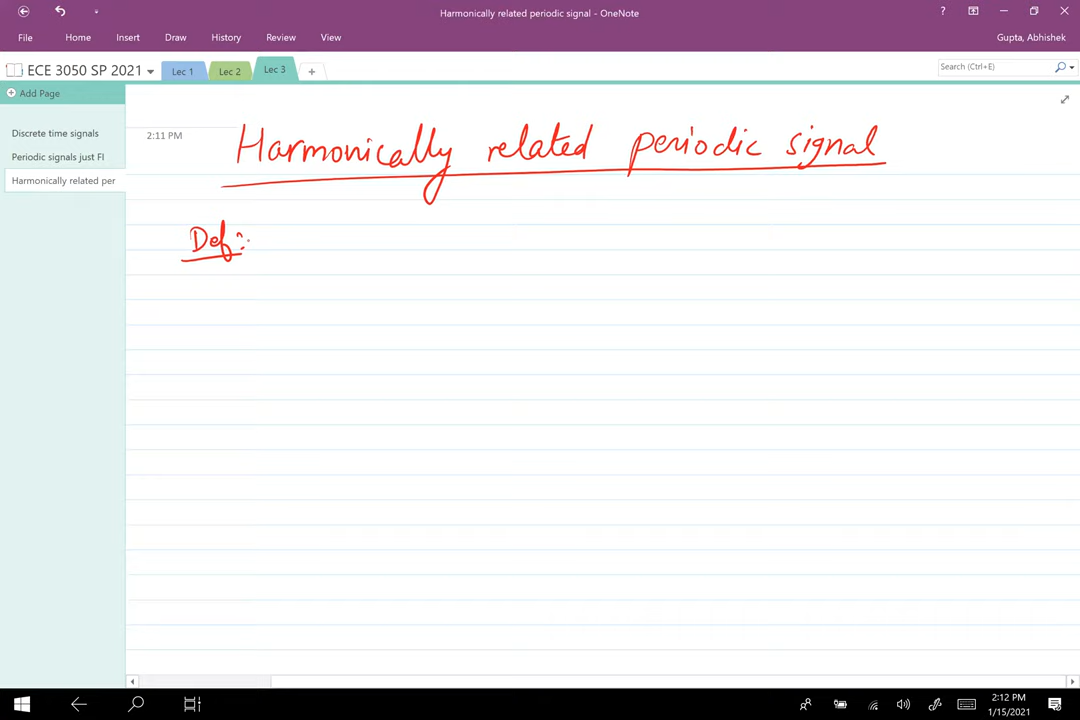 Harmonically related periodic signal - OneNote
?
Gupta, Abhishek
File Home Insert Draw History Review View
ECE 3050 SP 2021 Lec 1 Lec 2 Lec 3 +
Search (Ctrl+E)
Add Page
Discrete time signals
Periodic signals just FI
Harmonically related per
2:11 PM
Harmonically related periodic signal
Def:
2:12 PM
1/15/2021